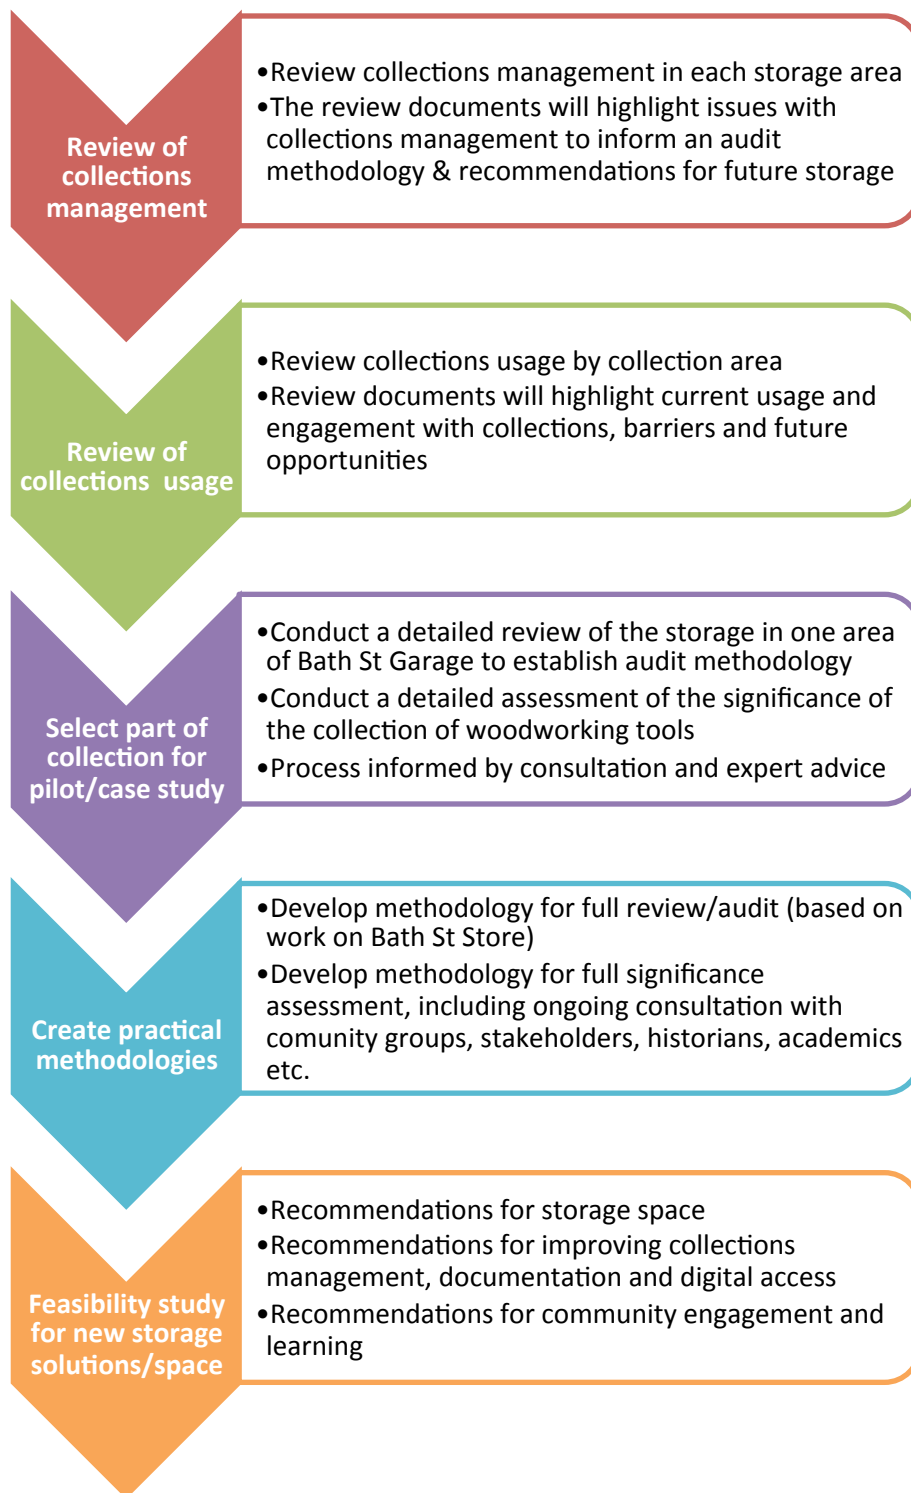 Review of
collections
management
•Review collections management in each storage area
•The review documents will highlight issues with
collections management to inform an audit
methodology & recommendations for future storage
Review of
collections  usage
•Review collections usage by collection area
•Review documents will highlight current usage and
engagement with collections, barriers and future
opportunities
Select part of
collection for
pilot/case study
•Conduct a detailed review of the storage in one area
of Bath St Garage to establish audit methodology
•Conduct a detailed assessment of the significance of
the collection of woodworking tools
•Process informed by consultation and expert advice
Create practical
methodologies
•Develop methodology for full review/audit (based on
work on Bath St Store)
•Develop methodology for full significance
assessment, including ongoing consultation with
comunity groups, stakeholders, historians, academics
etc.
Feasibility study
for new storage
solutions/space
•Recommendations for storage space
•Recommendations for improving collections
management, documentation and digital access
•Recommendations for community engagement and
learning